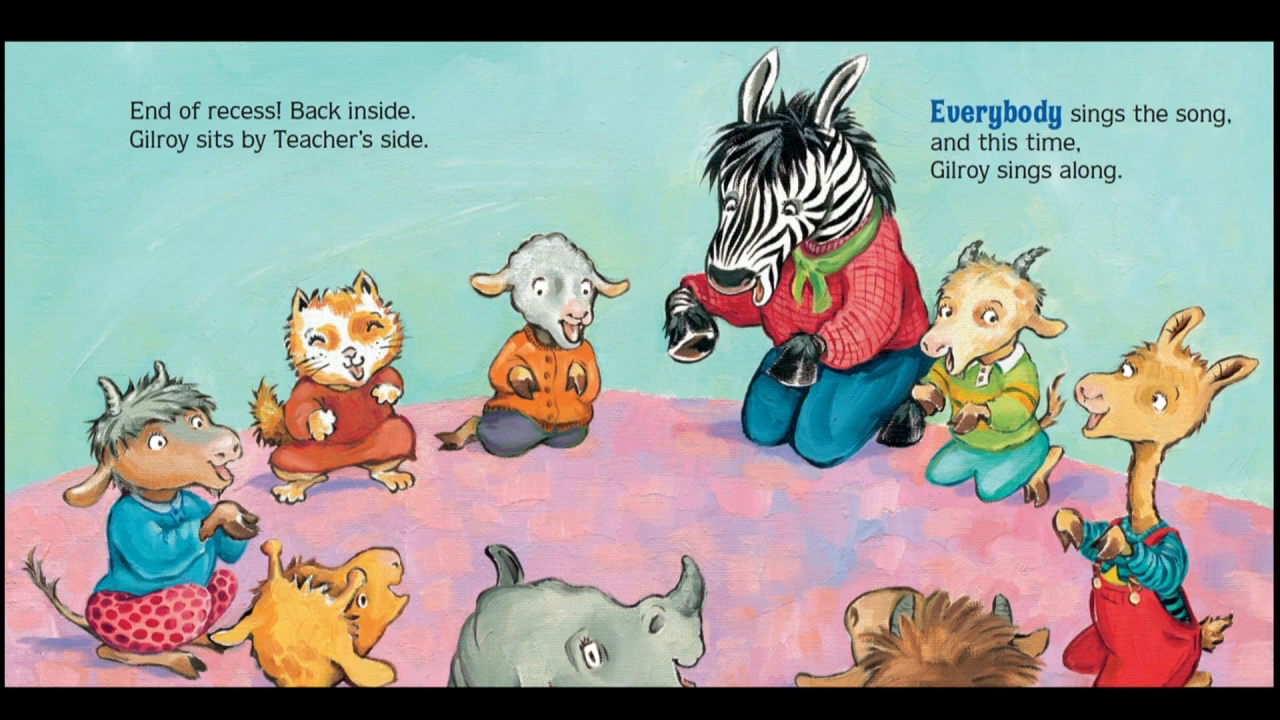 End of recess! Back inside.
Gilroy sits by Teacher's side.
Everybody sings the song,
and this time,
Gilroy sings along.